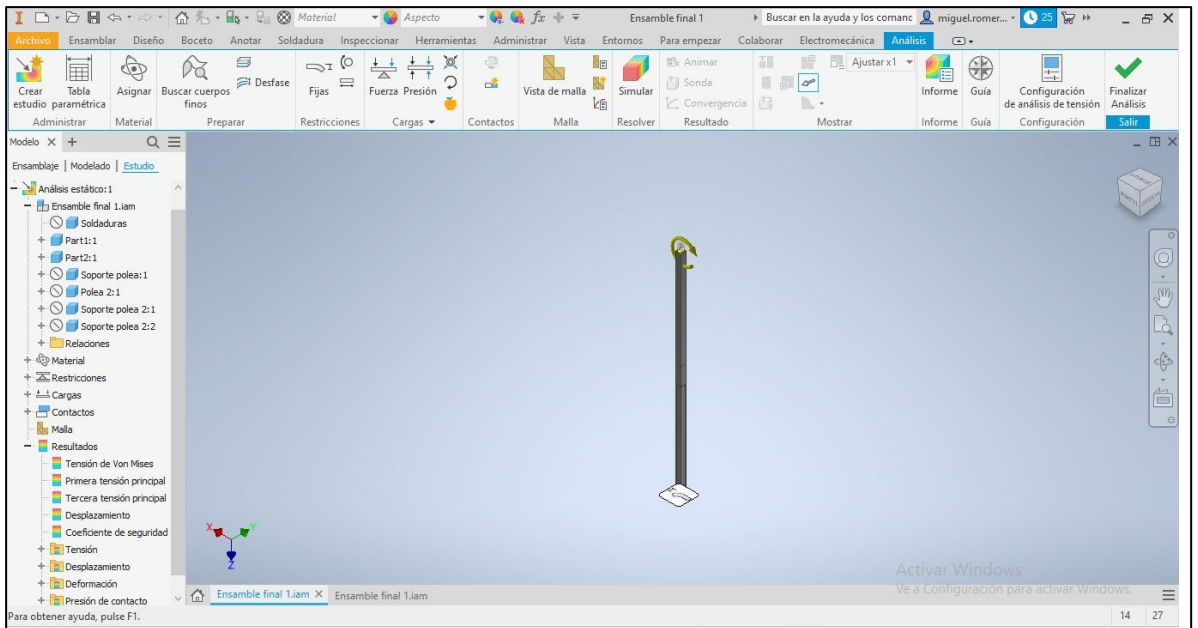 Material Aspecto fx Ensamble final 1 Buscar en la ayuda y los comanc miguel.romer... 25
Archivo Ensamblar Diseño Boceto Anotar Soldadura Inspeccionar Herramientas Administrar Vista Entornos Para empezar Colaborar Electromecánica Análisis
Crear estudio
Tabla paramétrica
Asignar
Buscar cuerpos finos
Desfase
Fijas
Fuerza
Presión
Vista de malla
Simular
Animar
Sonda
Convergencia
Ajustar x1
Informe
Guía
Configuración de análisis de tensión
Finalizar Análisis
Administrar Material Preparar Restricciones Cargas Contactos Malla Resolver Resultado Mostrar Informe Guía Configuración Salir
Modelo
Ensamblaje | Modelado | Estudio
Análisis estático:1
Ensamble final 1.iam
Soldaduras
Part1:1
Part2:1
Soporte polea:1
Polea 2:1
Soporte polea 2:1
Soporte polea 2:2
Relaciones
Material
Restricciones
Cargas
Contactos
Malla
Resultados
Tensión de Von Mises
Primera tensión principal
Tercera tensión principal
Desplazamiento
Coeficiente de seguridad
Tensión
Desplazamiento
Deformación
Presión de contacto
X Y
Z
Activar Windows
Ve a Configuración para activar Windows.
Ensamble final 1.iam Ensamble final 1.iam
Para obtener ayuda, pulse F1. 14 27